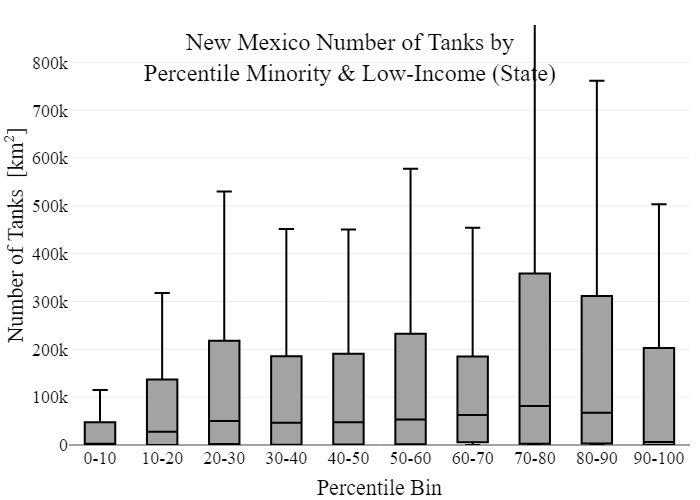 New Mexico Number of Tanks by
Percentile Minority & Low-Income (State)
Number of Tanks [km²]
800k
700k
600k
500k
400k
300k
200k
100k
0
0-10 10-20 20-30 30-40 40-50 50-60 60-70 70-80 80-90 90-100
Percentile Bin